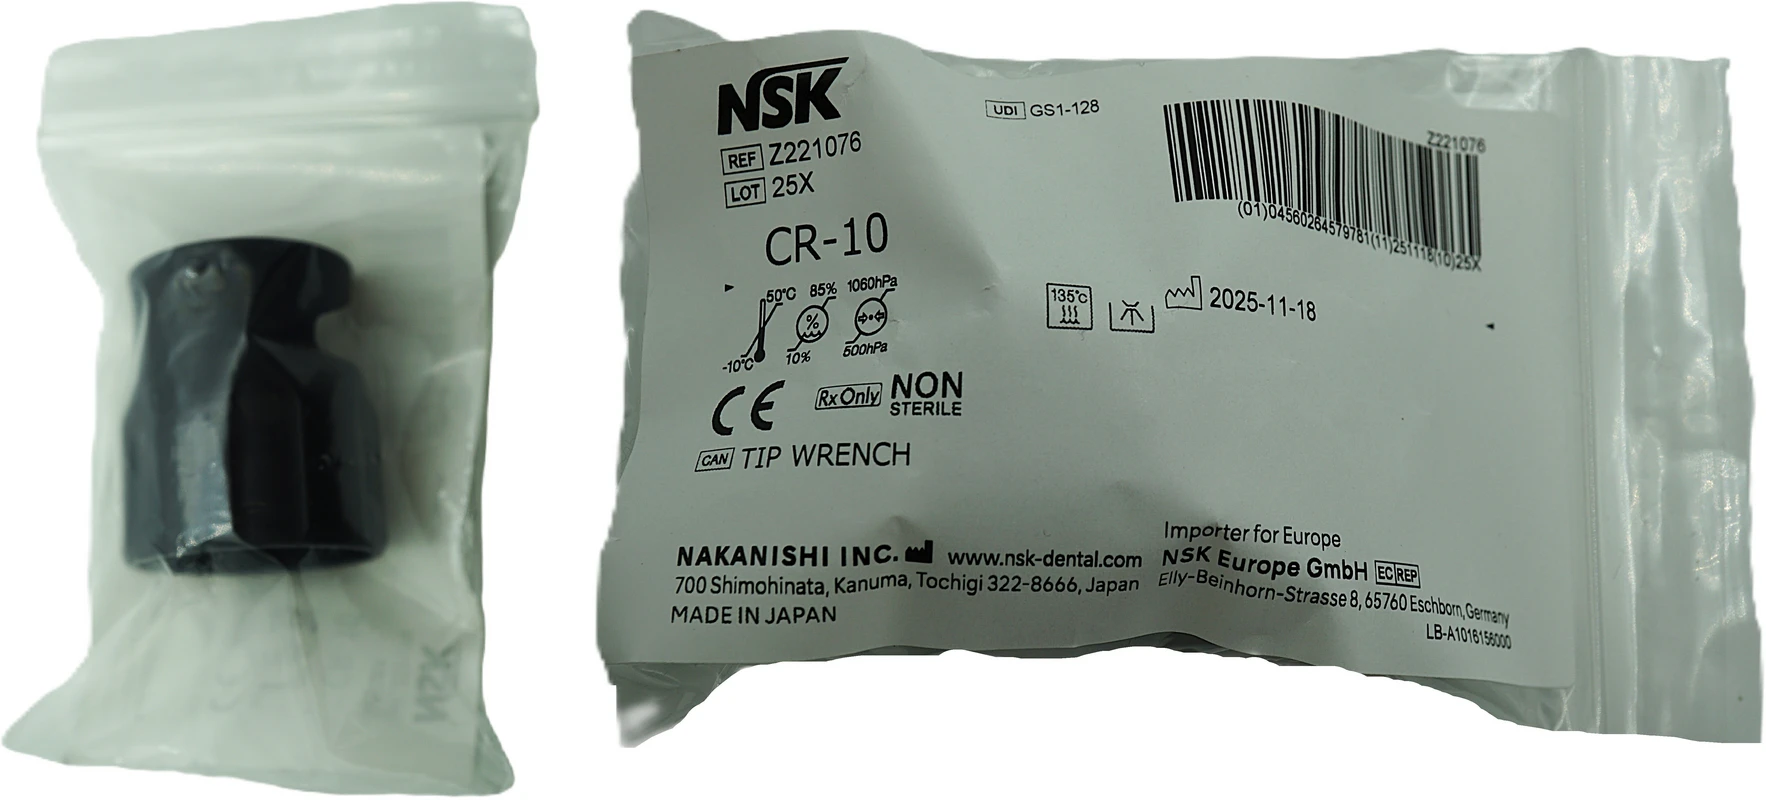 NSK
REF Z221076
LOT 25X
CR-10
50°C 85% 1060hPa
%
-10°C 10% 500hPa
CE Rx Only NON
STERILE
CAN TIP WRENCH
UDI GS1-128
Z221076
(01)04560264579781(11)251118(10)25X
135°C
2025-11-18
NAKANISHI INC. www.nsk-dental.com
700 Shimohinata, Kanuma, Tochigi 322-8666, Japan
MADE IN JAPAN
Importer for Europe
NSK Europe GmbH EC REP
Elly-Beinhorn-Strasse 8, 65760 Eschborn, Germany
LB-A1016156000
NSK